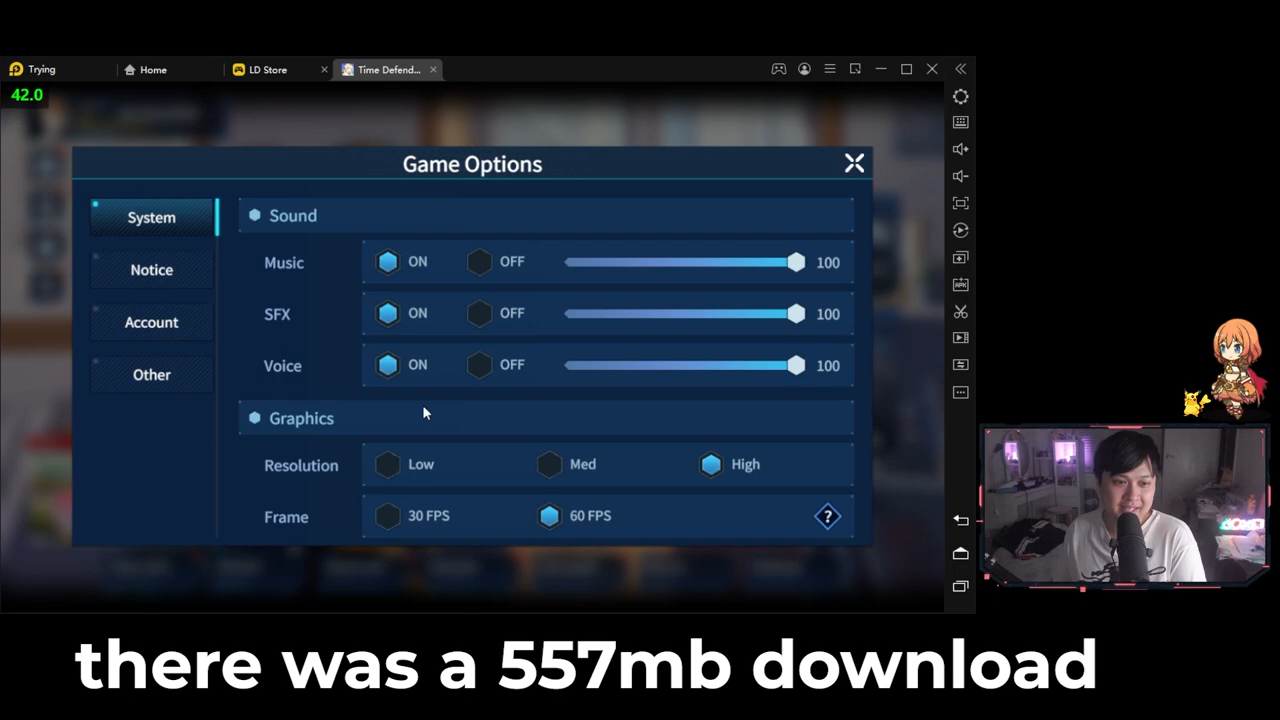 Trying
Home
LD Store
Time Defend...
42.0
Game Options
System
Notice
Account
Other
Sound
Music ON OFF 100
SFX ON OFF 100
Voice ON OFF 100
Graphics
Resolution Low Med High
Frame 30 FPS 60 FPS ?
APK
there was a 557mb download